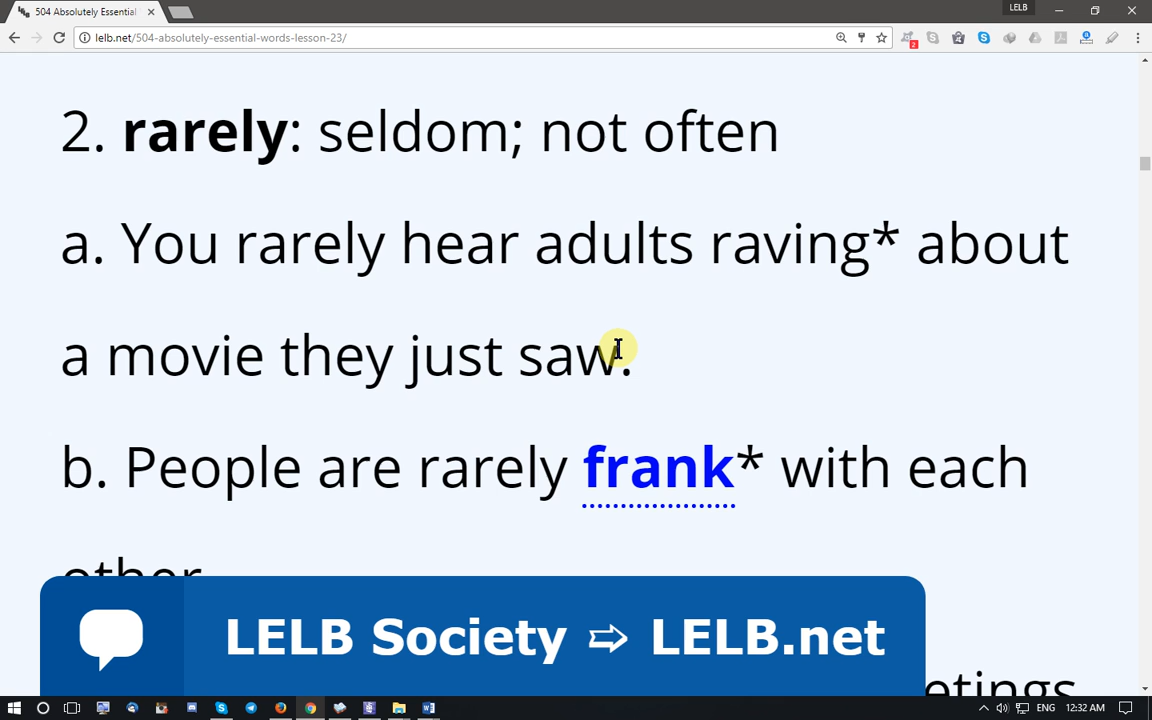 504 Absolutely Essential
LELB
lelb.net/504-absolutely-essential-words-lesson-23/
2. rarely: seldom; not often
a. You rarely hear adults raving* about
a movie they just saw.
b. People are rarely frank* with each
other
LELB Society ⇨ LELB.net
etings
ENG 12:32 AM